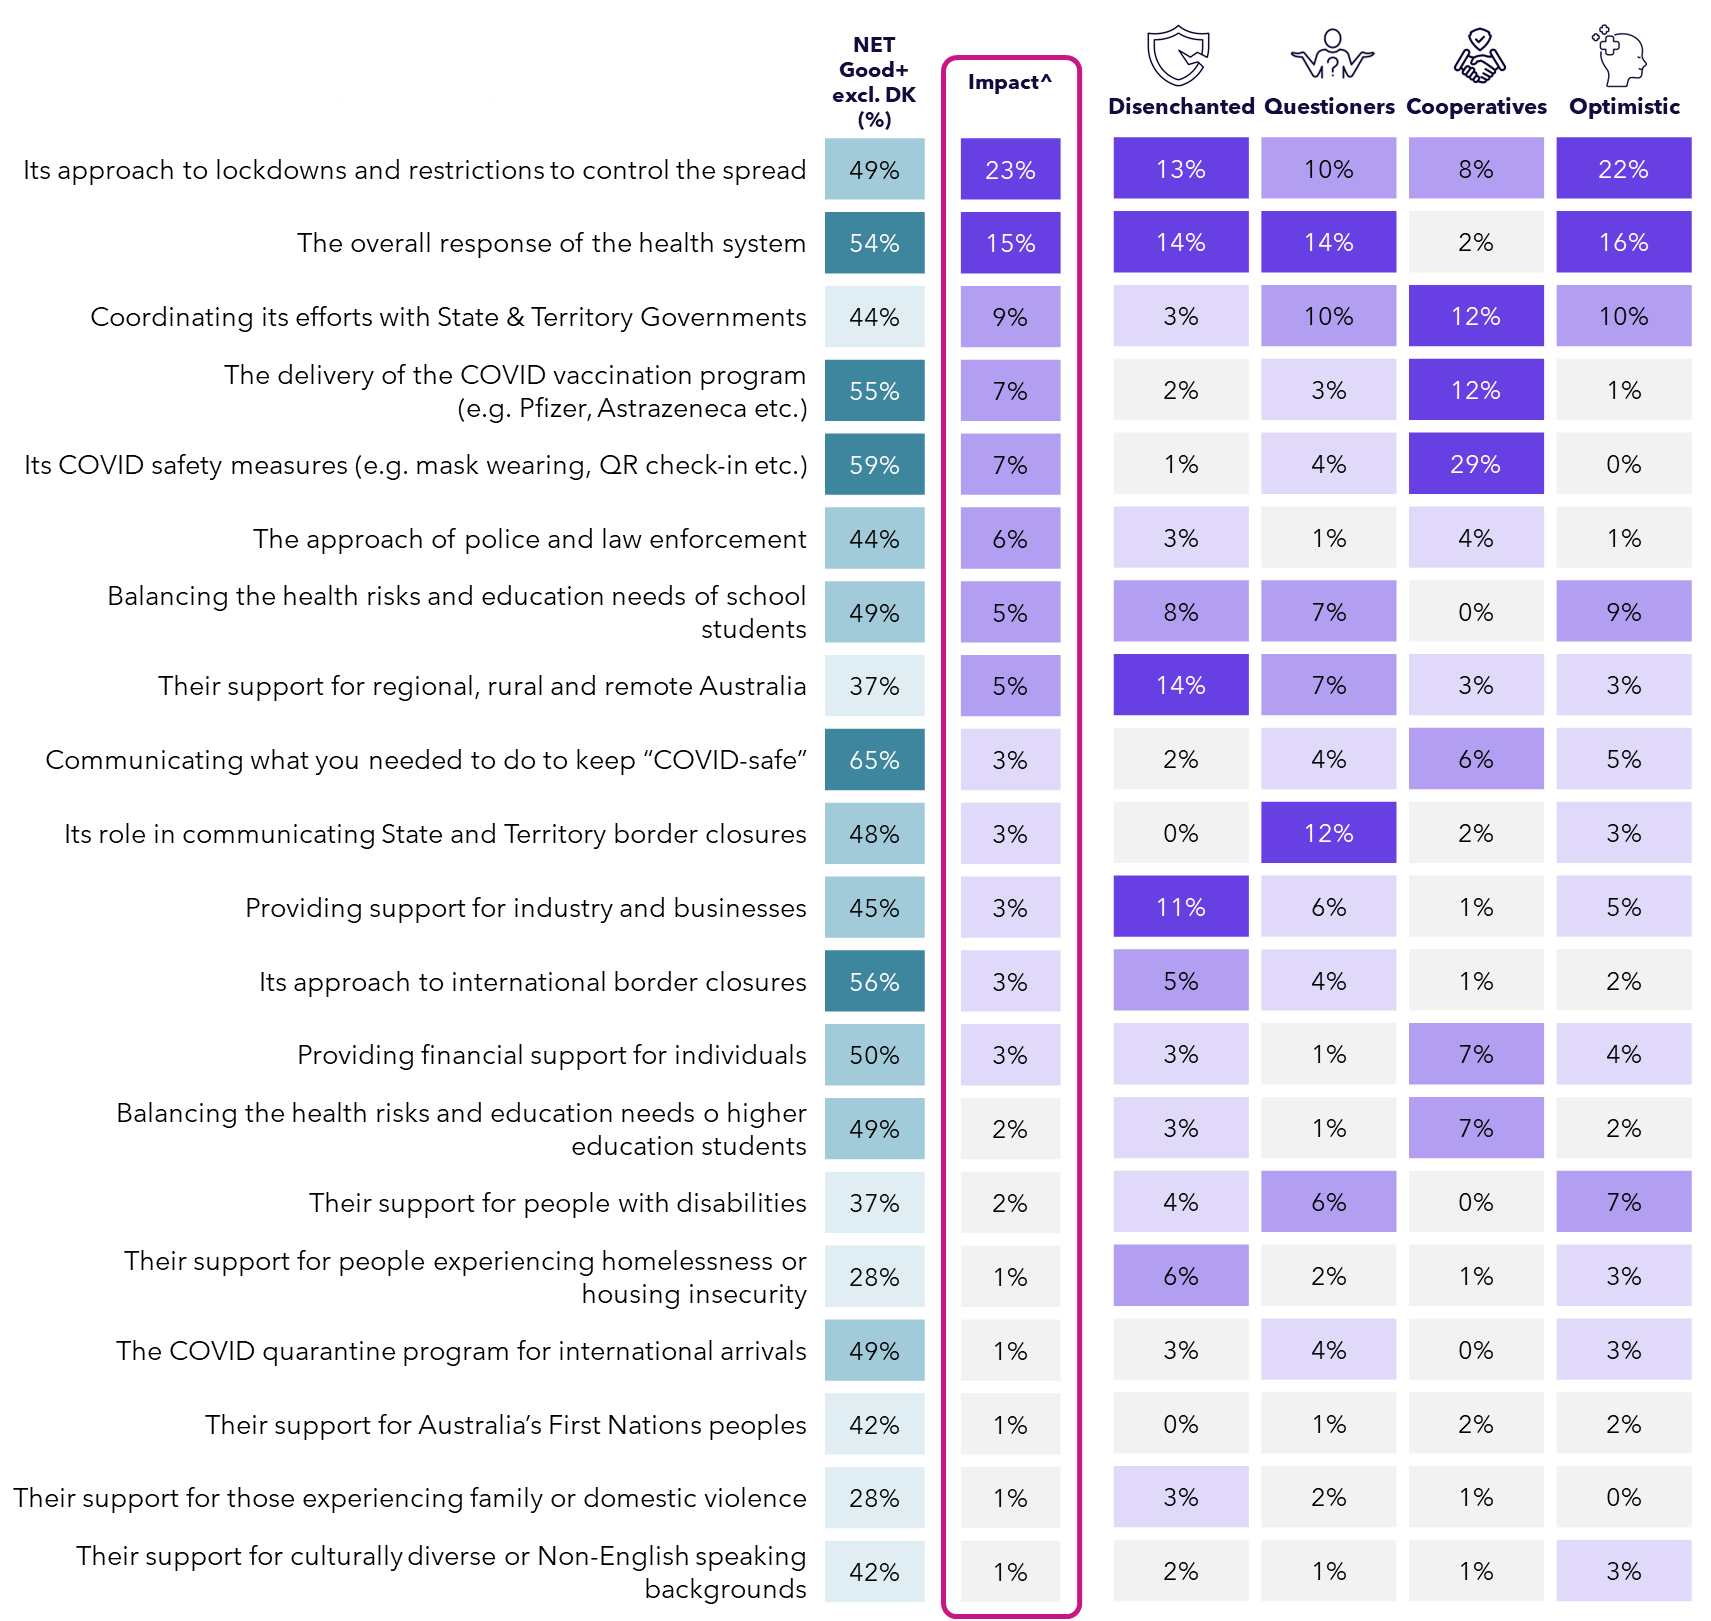 NET
Good+
excl. DK
(%)
Impact^
Disenchanted Questioners Cooperatives Optimistic
?
Its approach to lockdowns and restrictions to control the spread 49% 23% 13% 10% 8% 22%
The overall response of the health system 54% 15% 14% 14% 2% 16%
Coordinating its efforts with State & Territory Governments 44% 9% 3% 10% 12% 10%
The delivery of the COVID vaccination program
(e.g. Pfizer, Astrazeneca etc.) 55% 7% 2% 3% 12% 1%
Its COVID safety measures (e.g. mask wearing, QR check-in etc.) 59% 7% 1% 4% 29% 0%
The approach of police and law enforcement 44% 6% 3% 1% 4% 1%
Balancing the health risks and education needs of school
students 49% 5% 8% 7% 0% 9%
Their support for regional, rural and remote Australia 37% 5% 14% 7% 3% 3%
Communicating what you needed to do to keep “COVID-safe” 65% 3% 2% 4% 6% 5%
Its role in communicating State and Territory border closures 48% 3% 0% 12% 2% 3%
Providing support for industry and businesses 45% 3% 11% 6% 1% 5%
Its approach to international border closures 56% 3% 5% 4% 1% 2%
Providing financial support for individuals 50% 3% 3% 1% 7% 4%
Balancing the health risks and education needs o higher
education students 49% 2% 3% 1% 7% 2%
Their support for people with disabilities 37% 2% 4% 6% 0% 7%
Their support for people experiencing homelessness or
housing insecurity 28% 1% 6% 2% 1% 3%
The COVID quarantine program for international arrivals 49% 1% 3% 4% 0% 3%
Their support for Australia’s First Nations peoples 42% 1% 0% 1% 2% 2%
Their support for those experiencing family or domestic violence 28% 1% 3% 2% 1% 0%
Their support for culturally diverse or Non-English speaking
backgrounds 42% 1% 2% 1% 1% 3%